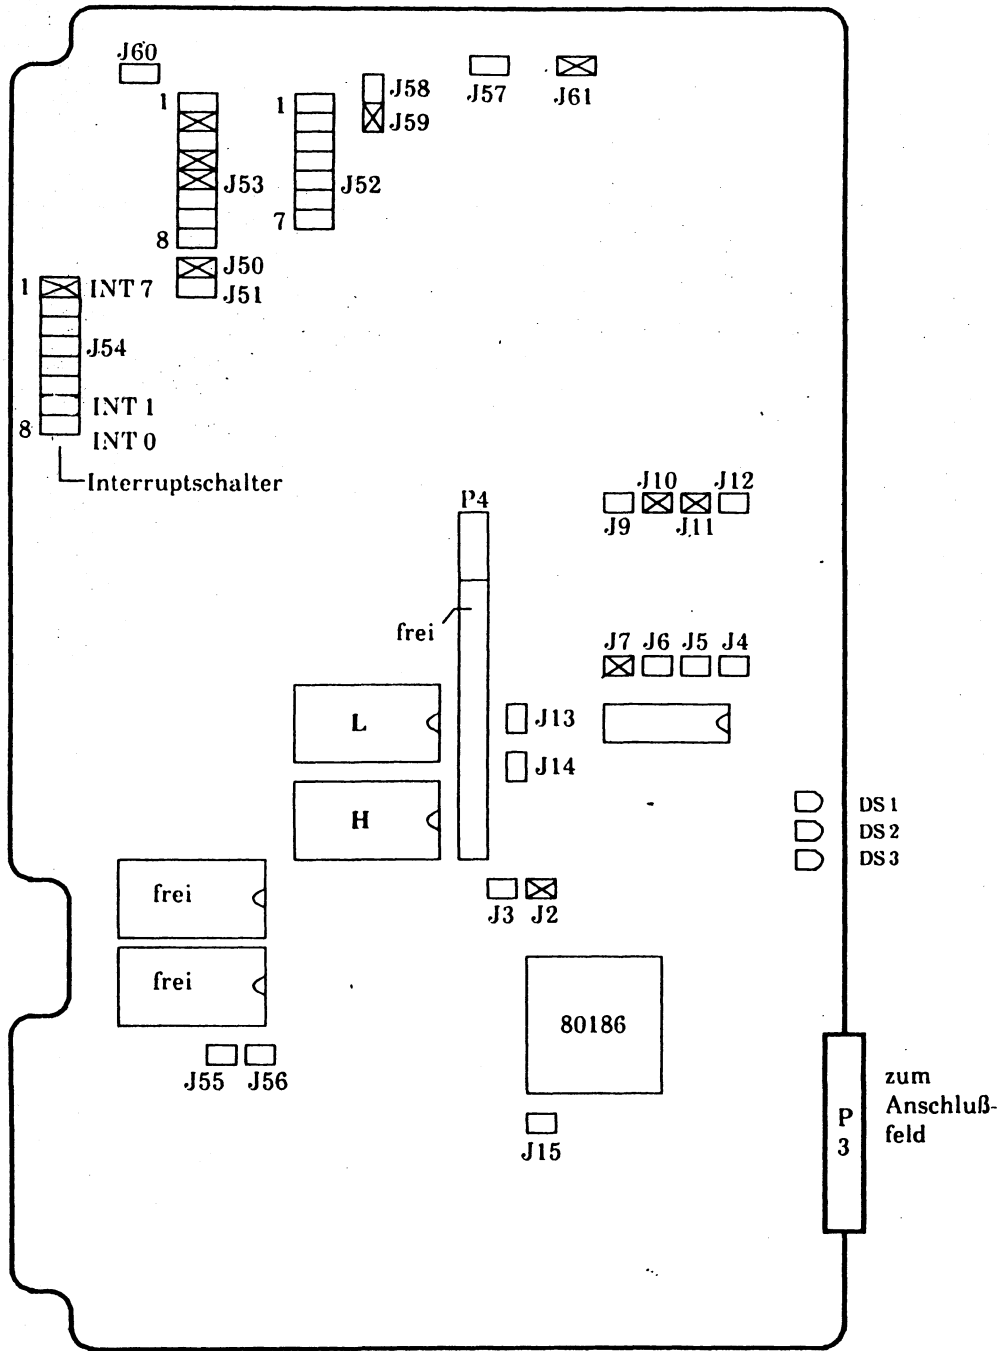 J60
J58
J57
J61
1
1
J59
J53
J52
7
8
J50
J51
1
INT 7
J54
INT 1
8
INT 0
Interruptschalter
P4
J10
J12
J9
J11
frei
J7
J6
J5
J4
L
J13
J14
H
DS 1
DS 2
DS 3
frei
J3
J2
frei
80186
J55
J56
J15
P
3
zum
Anschluß-
feld